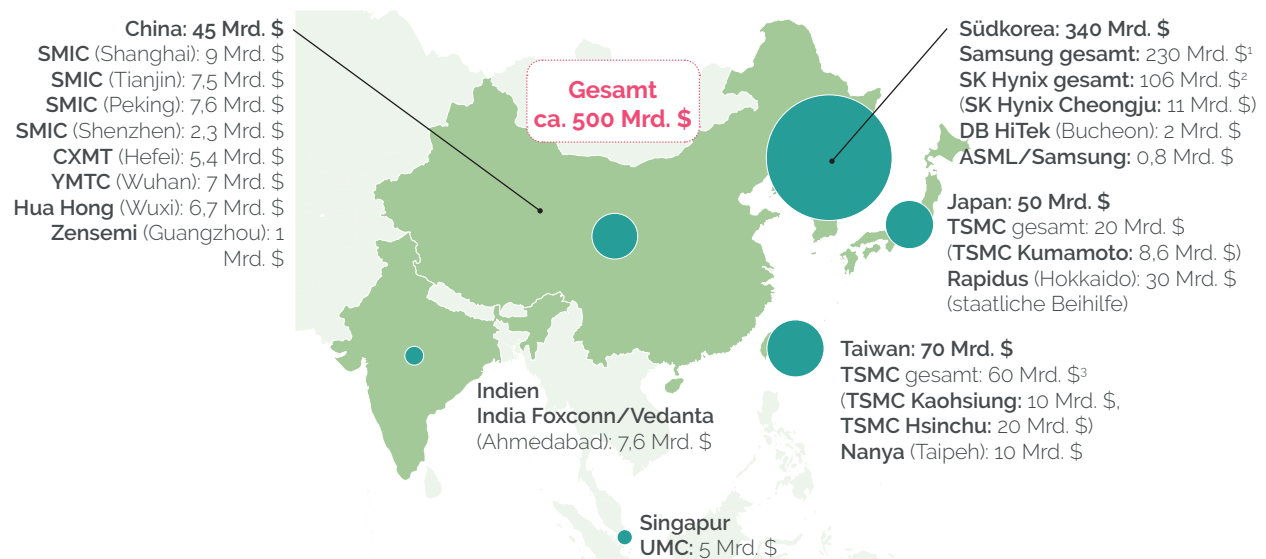 China: 45 Mrd. $
SMIC (Shanghai): 9 Mrd. $
SMIC (Tianjin): 7,5 Mrd. $
SMIC (Peking): 7,6 Mrd. $
SMIC (Shenzhen): 2,3 Mrd. $
CXMT (Hefei): 5,4 Mrd. $
YMTC (Wuhan): 7 Mrd. $
Hua Hong (Wuxi): 6,7 Mrd. $
Zensemi (Guangzhou): 1
Mrd. $
Gesamt
ca. 500 Mrd. $
Südkorea: 340 Mrd. $
Samsung gesamt: 230 Mrd. $¹
SK Hynix gesamt: 106 Mrd. $²
(SK Hynix Cheongju: 11 Mrd. $)
DB HiTek (Bucheon): 2 Mrd. $
ASML/Samsung: 0,8 Mrd. $
Japan: 50 Mrd. $
TSMC gesamt: 20 Mrd. $
(TSMC Kumamoto: 8,6 Mrd. $)
Rapidus (Hokkaido): 30 Mrd. $
(staatliche Beihilfe)
Taiwan: 70 Mrd. $
TSMC gesamt: 60 Mrd. $³
(TSMC Kaohsiung: 10 Mrd. $,
TSMC Hsinchu: 20 Mrd. $)
Nanya (Taipeh): 10 Mrd. $
Indien
India Foxconn/Vedanta
(Ahmedabad): 7,6 Mrd. $
Singapur
UMC: 5 Mrd. $